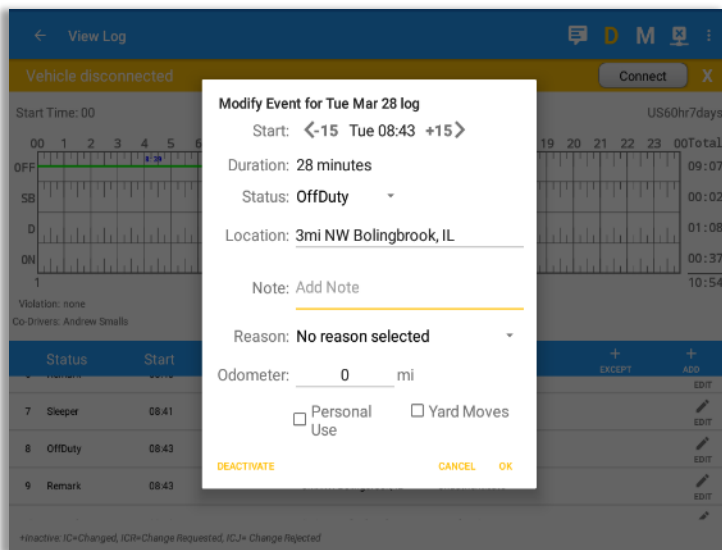 View Log
D M
Vehicle disconnected
Connect X
Start Time: 00
US60hr7days
00 1 2 3 4 5 6
19 20 21 22 23 00Total
OFF
09:07
SB
00:02
D
01:08
ON
00:37
1
10:54
Violation: none
Co-Drivers: Andrew Smalls
Status Start
+ EXCEPT
+ ADD
EDIT
7 Sleeper 08:41
EDIT
8 OffDuty 08:43
EDIT
9 Remark 08:43
EDIT
+Inactive: IC=Changed, ICR=Change Requested, ICJ= Change Rejected
Modify Event for Tue Mar 28 log
Start: -15 Tue 08:43 +15
Duration: 28 minutes
Status: OffDuty
Location: 3mi NW Bolingbrook, IL
Note: Add Note
Reason: No reason selected
Odometer: 0 mi
Personal Use
Yard Moves
DEACTIVATE CANCEL OK